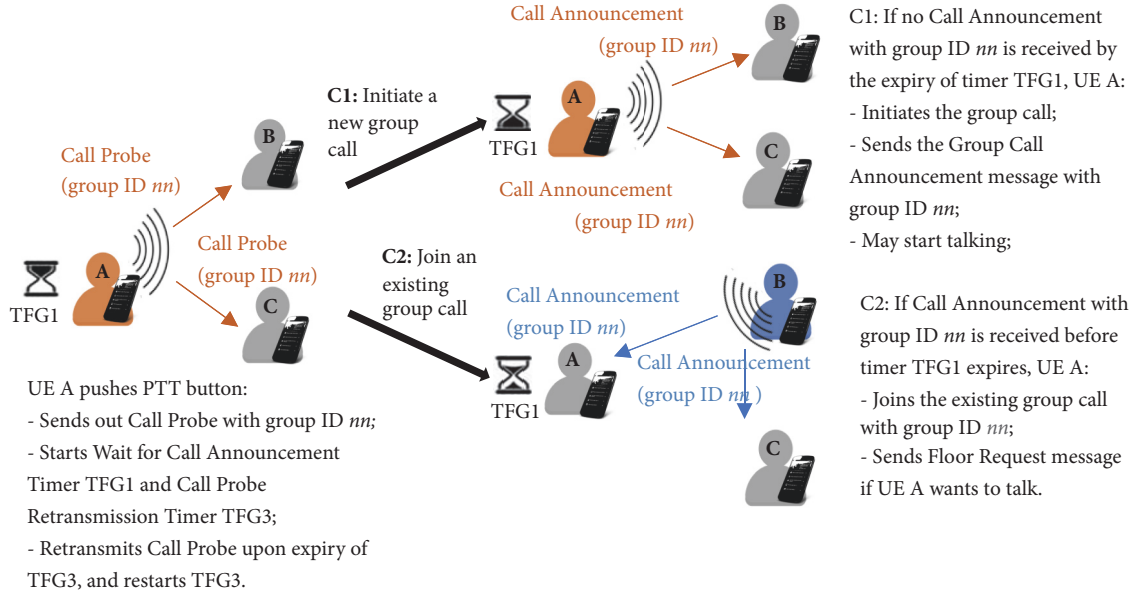 B
Call Probe
(group ID nn)
A
TFG1
Call Probe
(group ID nn)
C
UE A pushes PTT button:
- Sends out Call Probe with group ID nn;
- Starts Wait for Call Announcement
Timer TFG1 and Call Probe
Retransmission Timer TFG3;
- Retransmits Call Probe upon expiry of
TFG3, and restarts TFG3.
C1: Initiate a
new group
call
TFG1
A
Call Announcement
(group ID nn)
B
Call Announcement
(group ID nn)
C
C2: Join an
existing
group call
TFG1
A
Call Announcement
(group ID nn)
B
Call Announcement
(group ID nn )
C
C1: If no Call Announcement
with group ID nn is received by
the expiry of timer TFG1, UE A:
- Initiates the group call;
- Sends the Group Call
Announcement message with
group ID nn;
- May start talking;
C2: If Call Announcement with
group ID nn is received before
timer TFG1 expires, UE A:
- Joins the existing group call
with group ID nn;
- Sends Floor Request message
if UE A wants to talk.